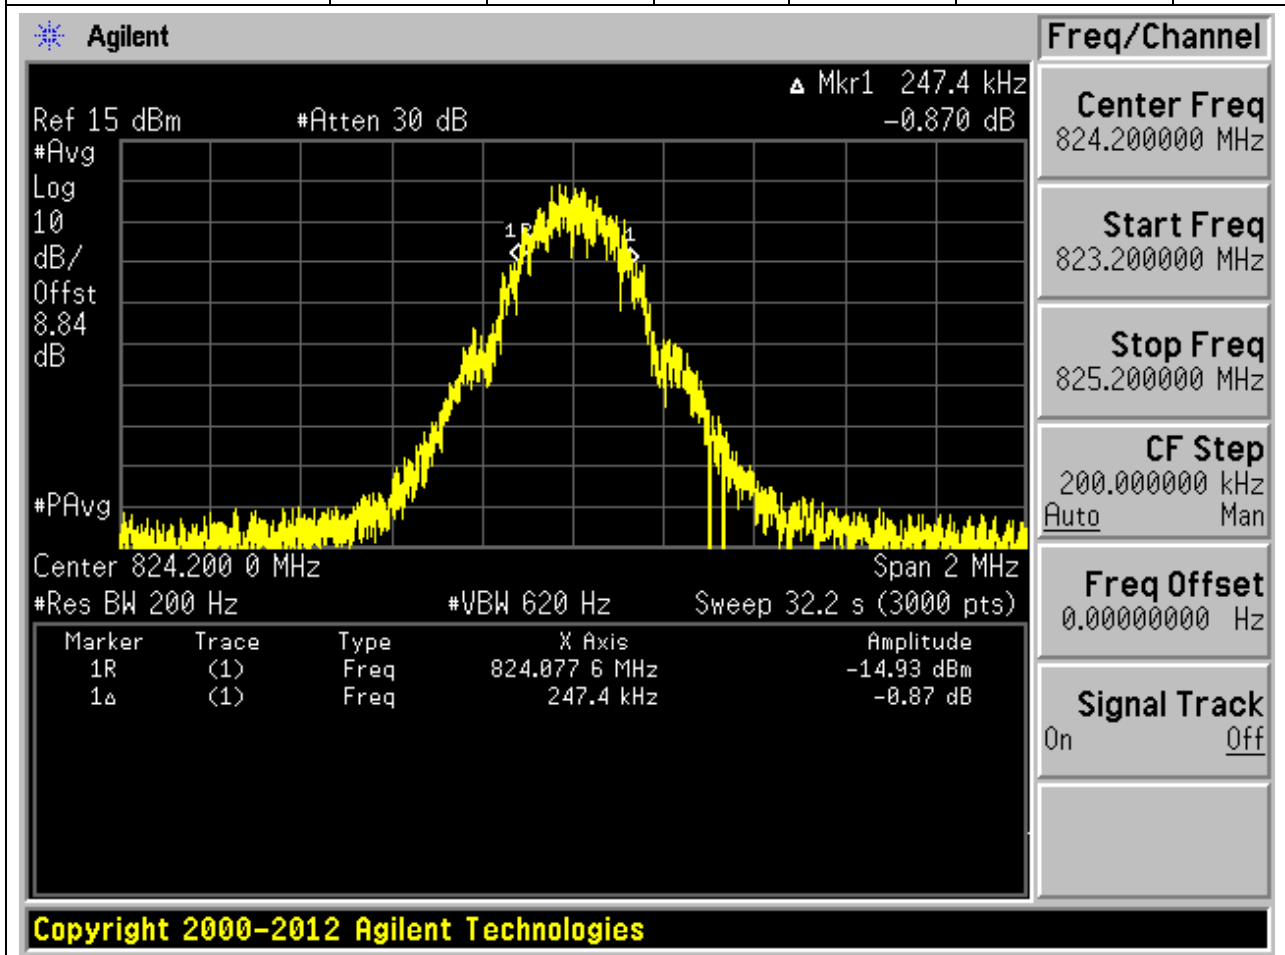 Agilent
Freq/Channel
Δ Mkr1 247.4 kHz
Ref 15 dBm #Atten 30 dB -0.870 dB
#Avg
Log
10
dB/
Offst
8.84
dB
1R
1
#PAvg
Center 824.200 0 MHz Span 2 MHz
#Res BW 200 Hz #VBW 620 Hz Sweep 32.2 s (3000 pts)
Marker Trace Type X Axis Amplitude
1R (1) Freq 824.077 6 MHz -14.93 dBm
1Δ (1) Freq 247.4 kHz -0.87 dB
Center Freq
824.200000 MHz
Start Freq
823.200000 MHz
Stop Freq
825.200000 MHz
CF Step
200.000000 kHz
Auto Man
Freq Offset
0.00000000 Hz
Signal Track
On Off
Copyright 2000-2012 Agilent Technologies